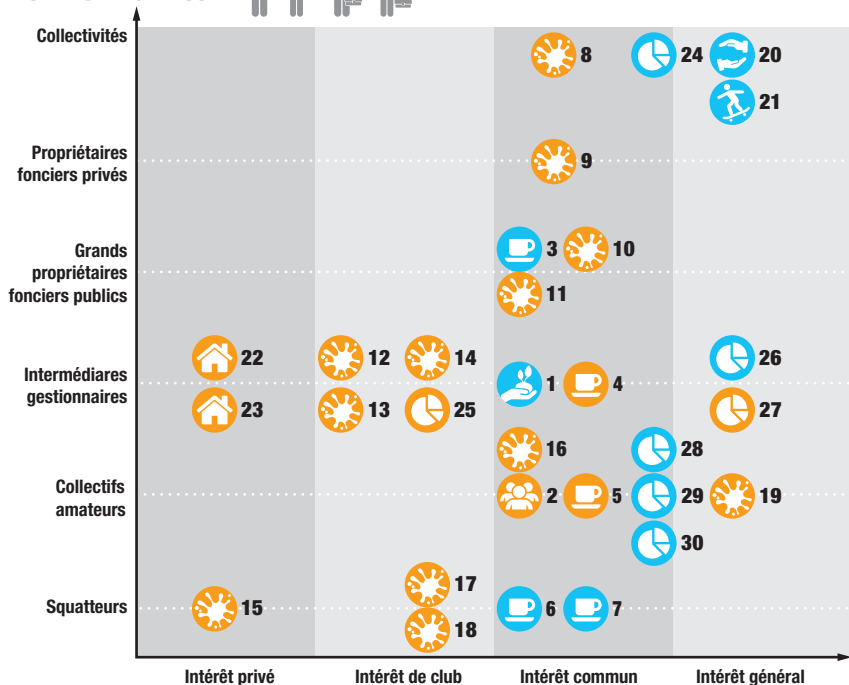 Collectivités
8
24
20
21
Propriétaires
fonciers privés
9
Grands
propriétaires
fonciers publics
3
10
11
Intermédiares
gestionnaires
22
12
14
26
1
4
23
13
25
27
16
28
Collectifs
amateurs
2
5
29
19
30
Squatteurs
17
15
6
7
18
Intérêt privé
Intérêt de club
Intérêt commun
Intérêt général